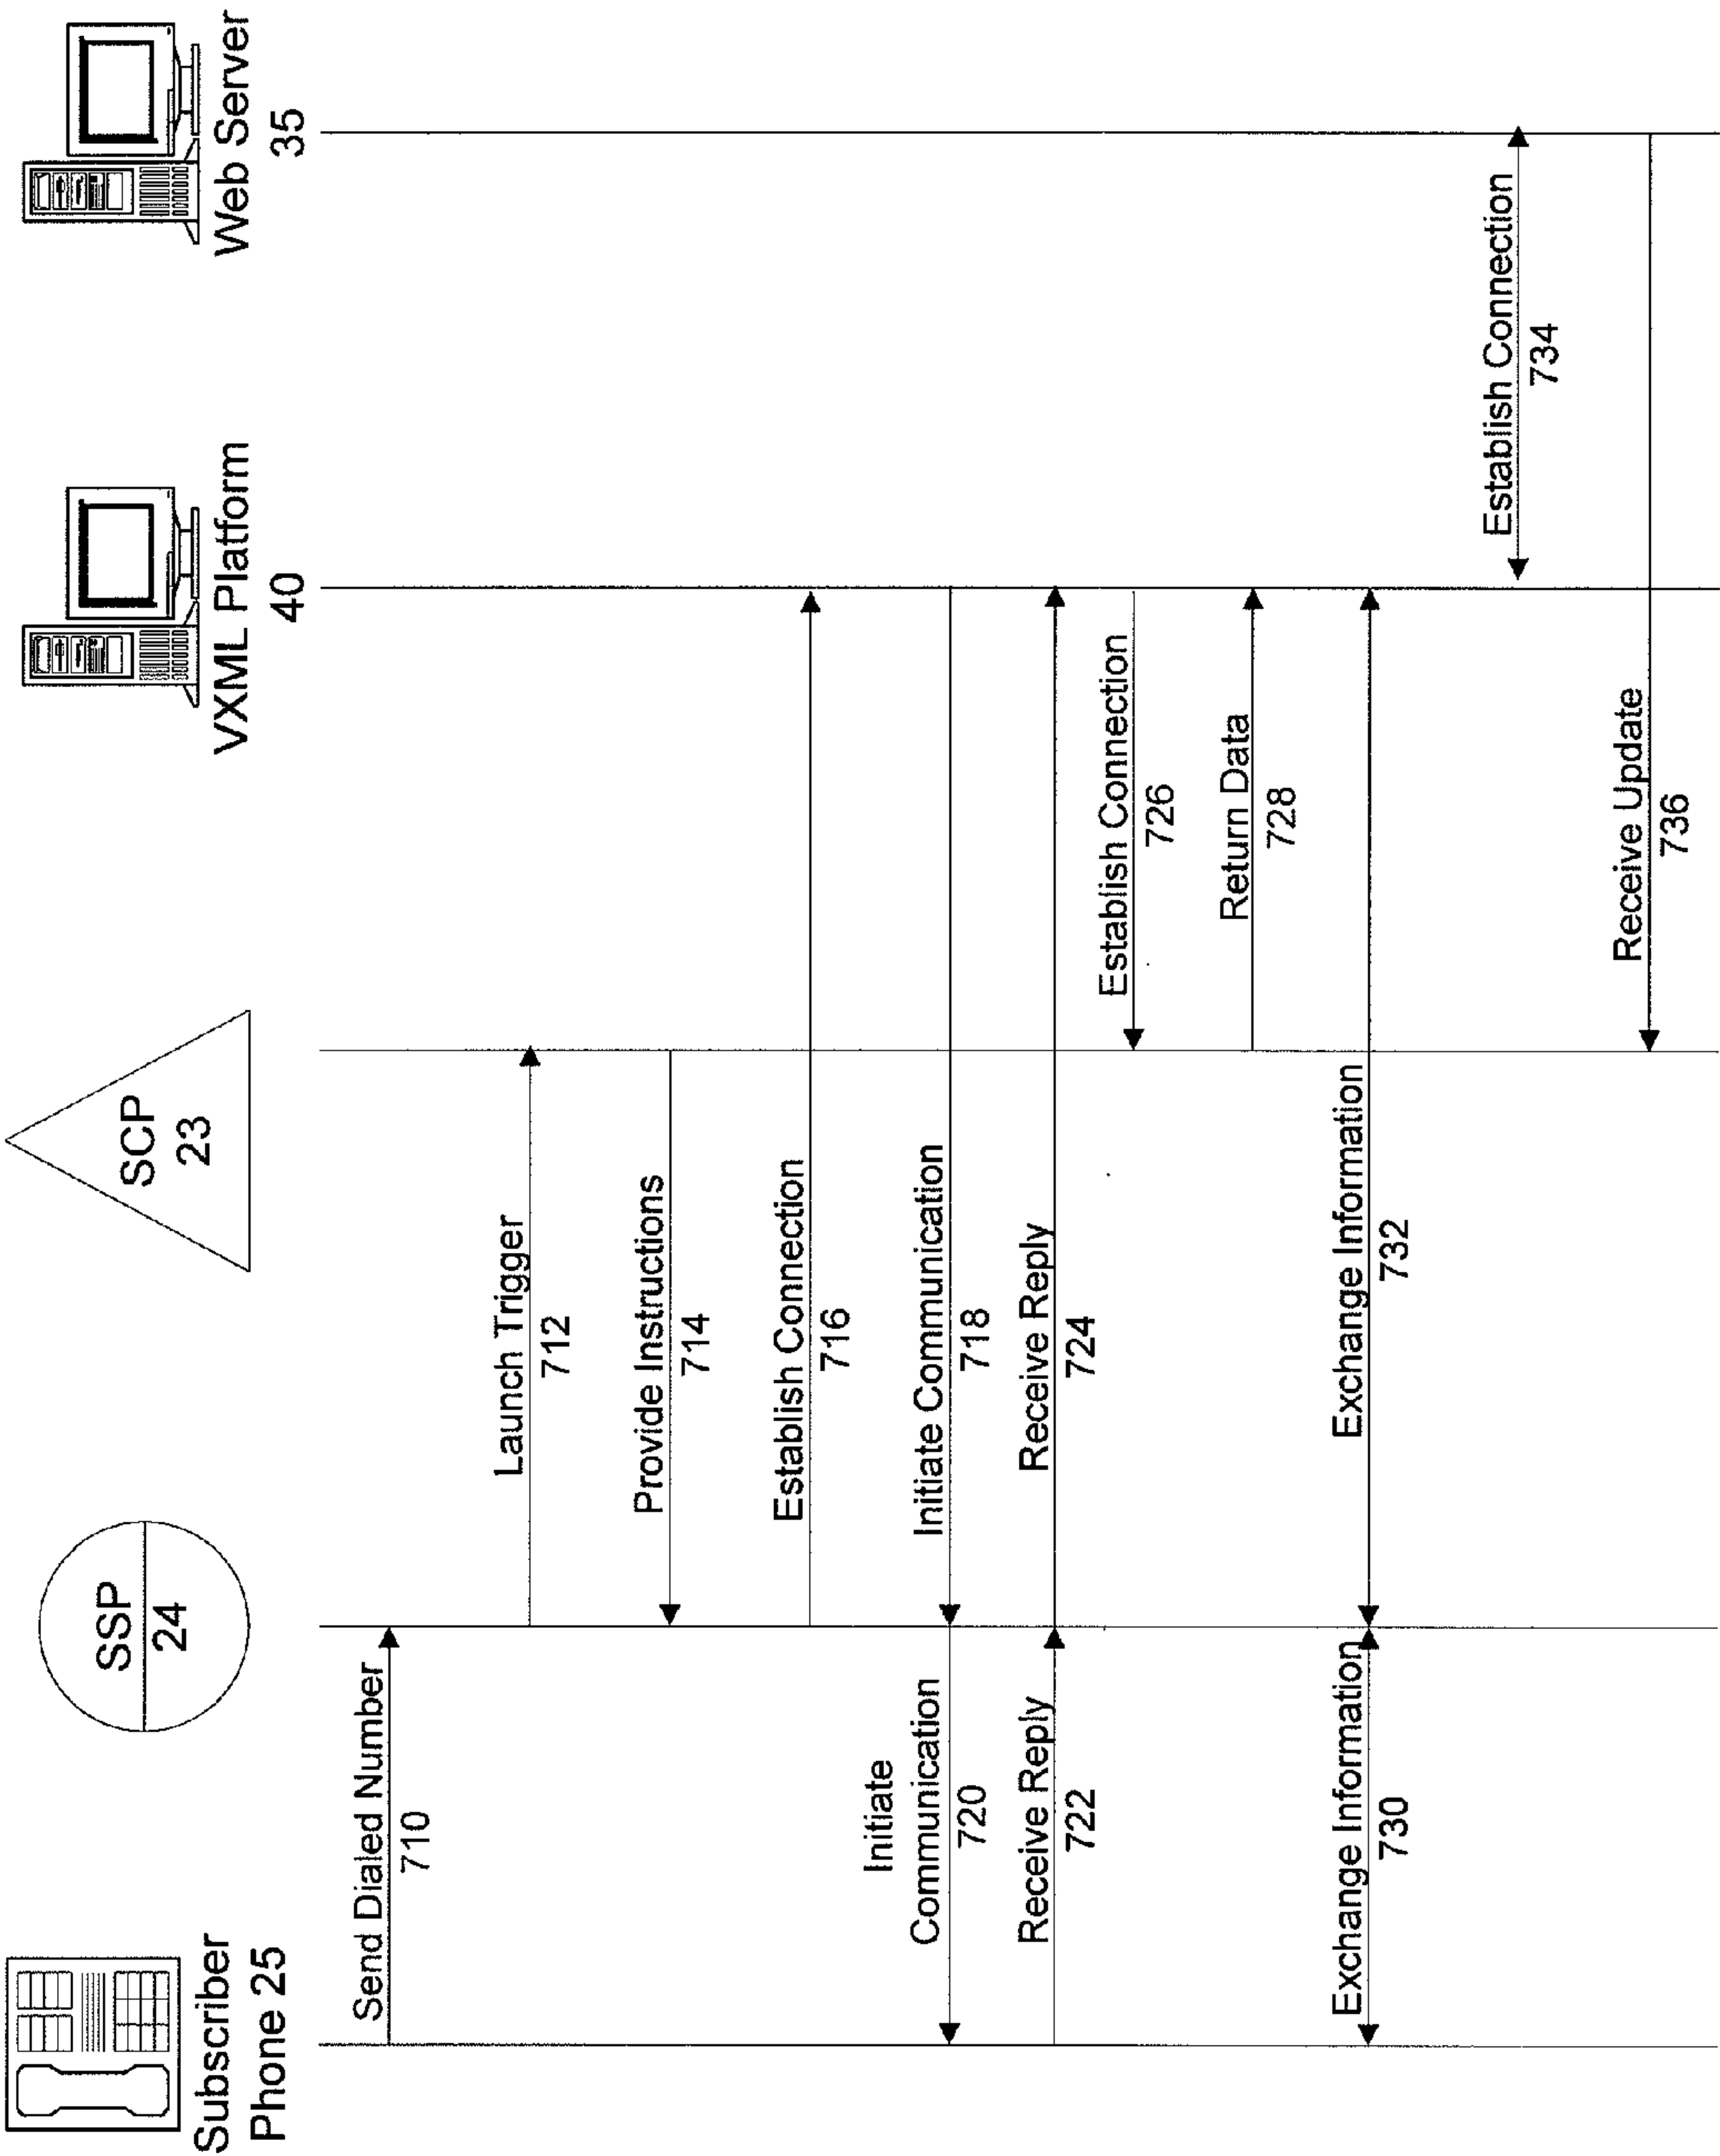 Subscriber
Phone 25
SSP
24
SCP
23
VXML Platform
40
Web Server
35
Send Dialed Number
710
Launch Trigger
712
Provide Instructions
714
Establish Connection
716
Initiate
Communication
720
Initiate Communication
718
Receive Reply
722
Receive Reply
724
Establish Connection
726
Return Data
728
Exchange Information
730
Exchange Information
732
Establish Connection
734
Receive Update
736